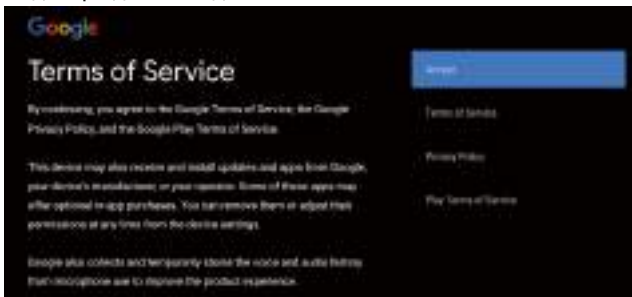 Google
Terms of Service
By continuing, you agree to the Google Terms of Service, the Google
Privacy Policy, and the Google Play Terms of Service.
This device may also receive and install updates and apps from Google,
your device's manufacturer, or your operator. Some of these apps may
offer optional in-app purchases. You can remove them or adjust their
permissions at any time from the device settings.
Google also collects and temporarily stores the voice and audio history
from microphone use to improve the product experience.
Accept
Terms of Service
Privacy Policy
Play Terms of Service